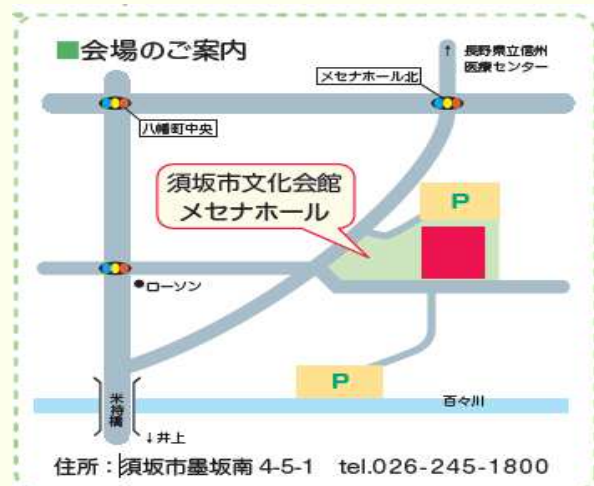 ■会場のご案内
↑ 長野県立信州
医療センター
メセナホール北
八幡町中央
須坂市文化会館
メセナホール
P
ローソン
P
百々川
米持橋
↓井上
住所：須坂市墨坂南 4-5-1 tel.026-245-1800